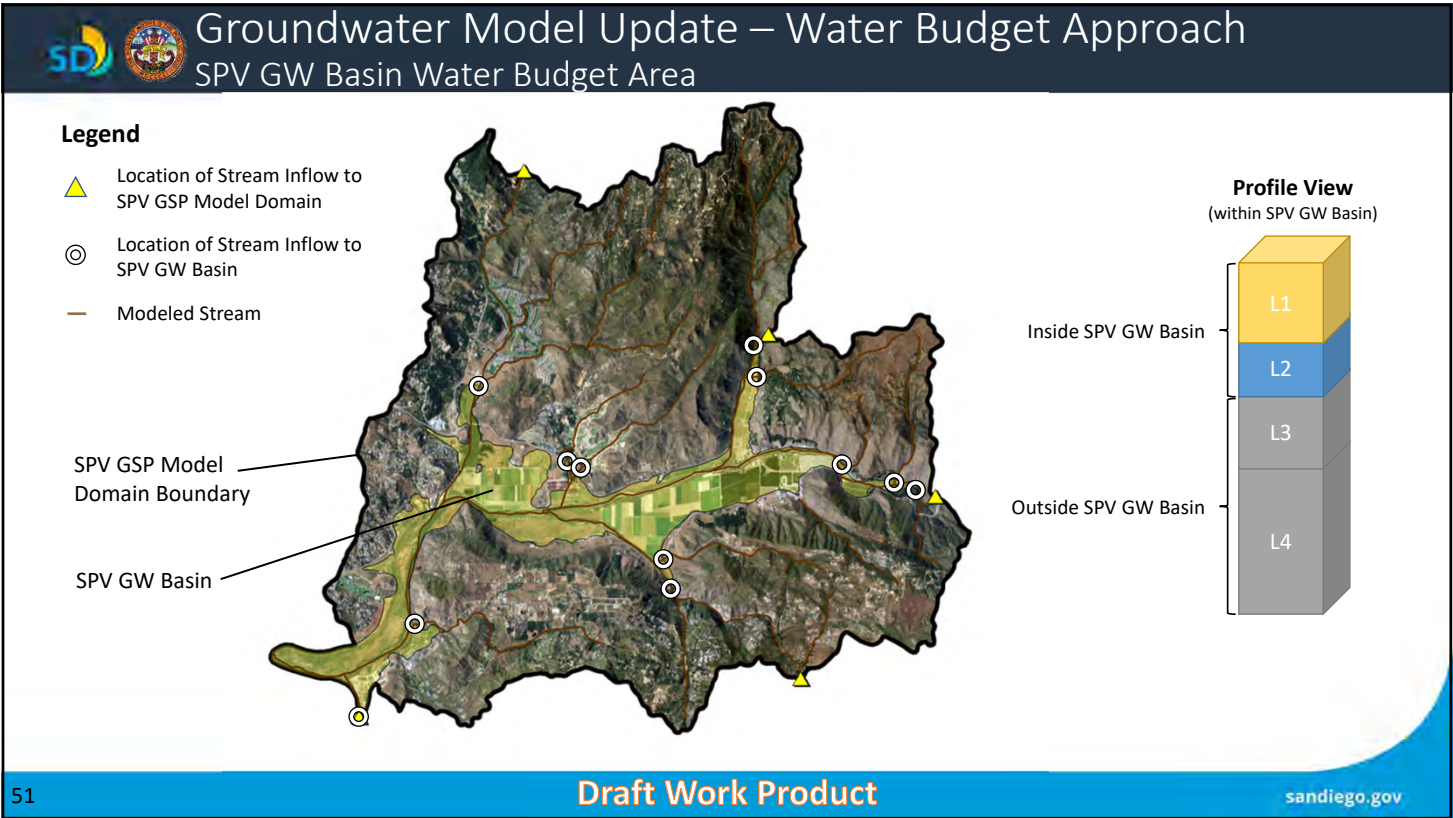 SD
Groundwater Model Update – Water Budget Approach
SPV GW Basin Water Budget Area
Legend
Location of Stream Inflow to
SPV GSP Model Domain
Location of Stream Inflow to
SPV GW Basin
Modeled Stream
SPV GSP Model
Domain Boundary
SPV GW Basin
Profile View
(within SPV GW Basin)
L1
Inside SPV GW Basin
L2
L3
Outside SPV GW Basin
L4
51
Draft Work Product
sandiego.gov